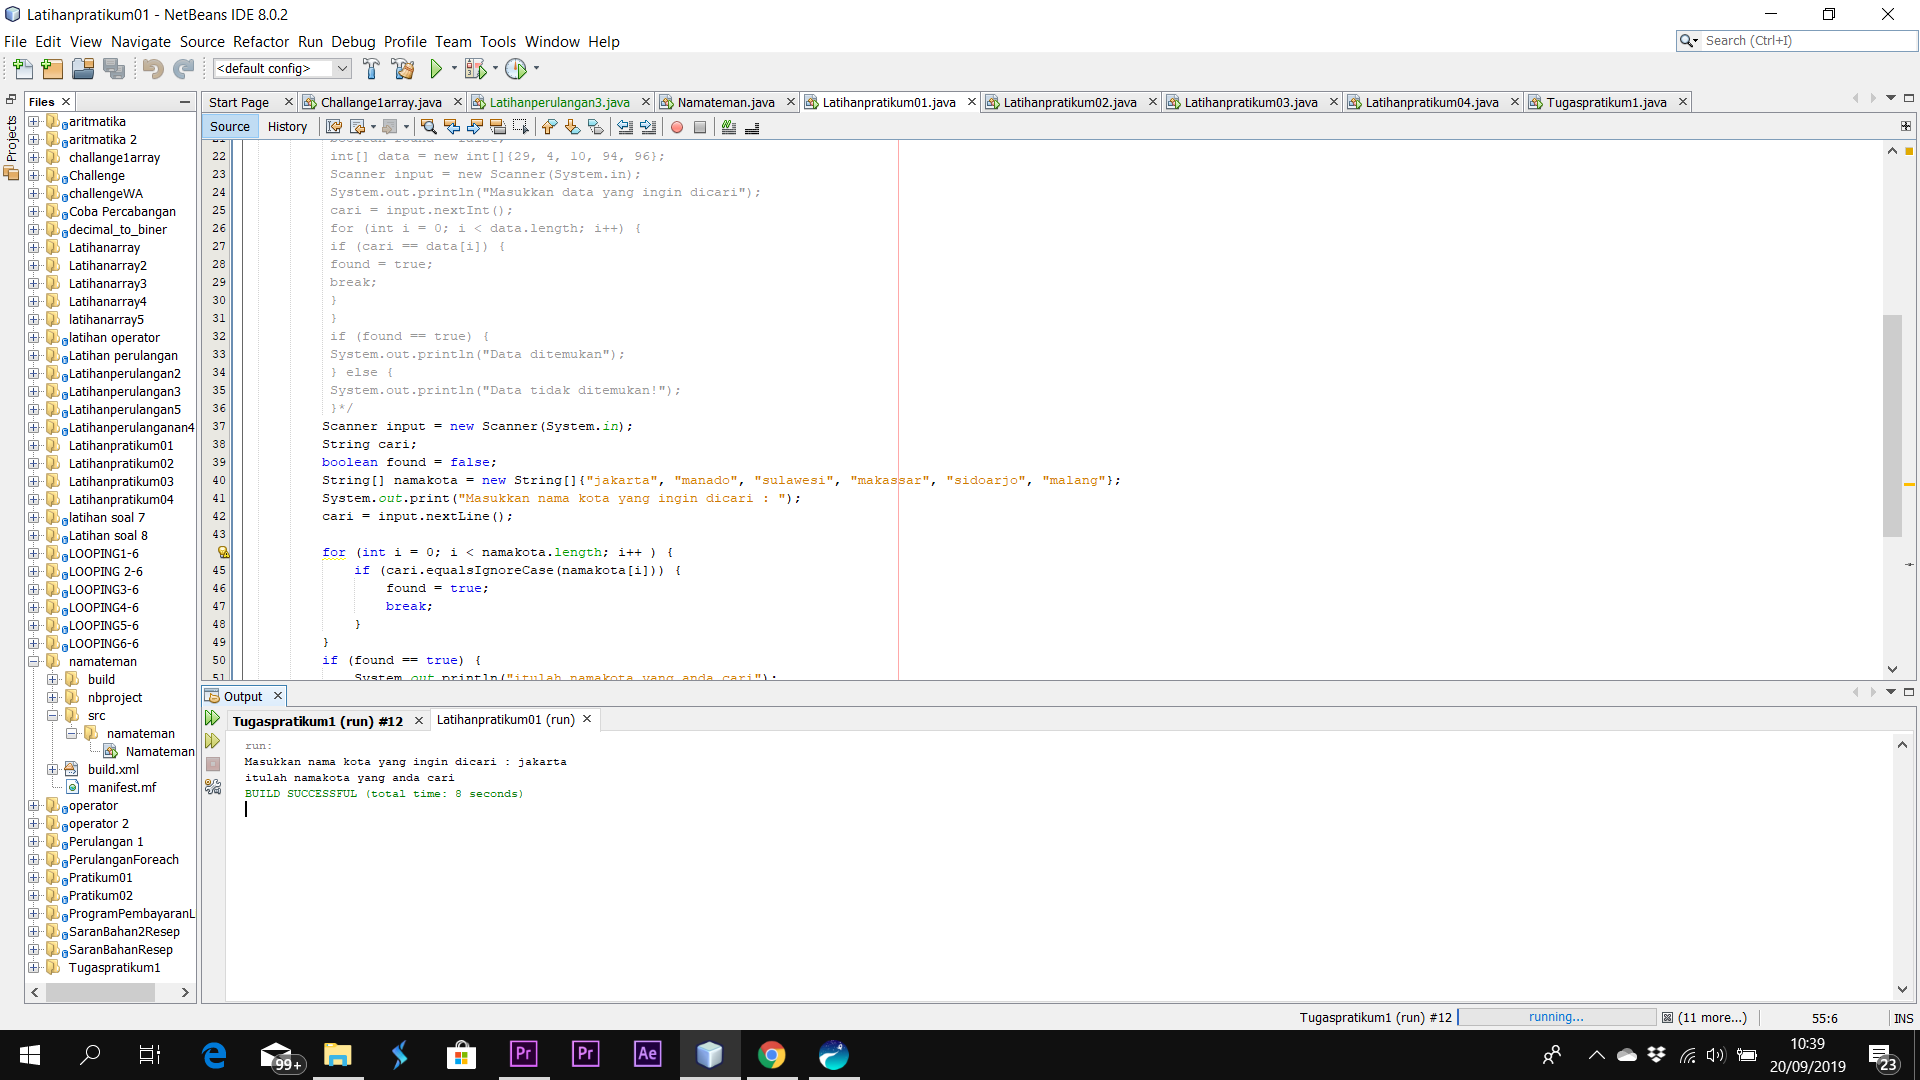 Latihanpratikum01 - NetBeans IDE 8.0.2
File Edit View Navigate Source Refactor Run Debug Profile Team Tools Window Help
Search (Ctrl+I)
<default config>
Projects
Files
aritmatika
aritmatika 2
challange1array
Challenge
challengeWA
Coba Percabangan
decimal_to_biner
Latihanarray
Latihanarray2
Latihanarray3
Latihanarray4
latihanarray5
latihan operator
Latihan perulangan
Latihanperulangan2
Latihanperulangan3
Latihanperulangan5
Latihanperulanganan4
Latihanpratikum01
Latihanpratikum02
Latihanpratikum03
Latihanpratikum04
latihan soal 7
Latihan soal 8
LOOPING1-6
LOOPING 2-6
LOOPING3-6
LOOPING4-6
LOOPING5-6
LOOPING6-6
namateman
build
nbproject
src
namateman
Namateman
build.xml
manifest.mf
operator
operator 2
Perulangan 1
PerulanganForeach
Pratikum01
Pratikum02
ProgramPembayaranL
SaranBahan2Resep
SaranBahanResep
Tugaspratikum1
Start Page Challange1array.java Latihanperulangan3.java Namateman.java Latihanpratikum01.java Latihanpratikum02.java Latihanpratikum03.java Latihanpratikum04.java Tugaspratikum1.java
Source History
21 boolean found = false;
22 int[] data = new int[]{29, 4, 10, 94, 96};
23 Scanner input = new Scanner(System.in);
24 System.out.println("Masukkan data yang ingin dicari");
25 cari = input.nextInt();
26 for (int i = 0; i < data.length; i++) {
27 if (cari == data[i]) {
28 found = true;
29 break;
30 }
31 }
32 if (found == true) {
33 System.out.println("Data ditemukan");
34 } else {
35 System.out.println("Data tidak ditemukan!");
36 }*/
37 Scanner input = new Scanner(System.in);
38 String cari;
39 boolean found = false;
40 String[] namakota = new String[]{"jakarta", "manado", "sulawesi", "makassar", "sidoarjo", "malang"};
41 System.out.print("Masukkan nama kota yang ingin dicari : ");
42 cari = input.nextLine();
43
for (int i = 0; i < namakota.length; i++ ) {
45 if (cari.equalsIgnoreCase(namakota[i])) {
46 found = true;
47 break;
48 }
49 }
50 if (found == true) {
51 System.out.println("itulah namakota yang anda cari");
Output
Tugaspratikum1 (run) #12 Latihanpratikum01 (run)
run:
Masukkan nama kota yang ingin dicari : jakarta
itulah namakota yang anda cari
BUILD SUCCESSFUL (total time: 8 seconds)
Tugaspratikum1 (run) #12 running... (11 more...) 55:6 INS
99+
Pr
Pr
Ae
10:39
20/09/2019
23